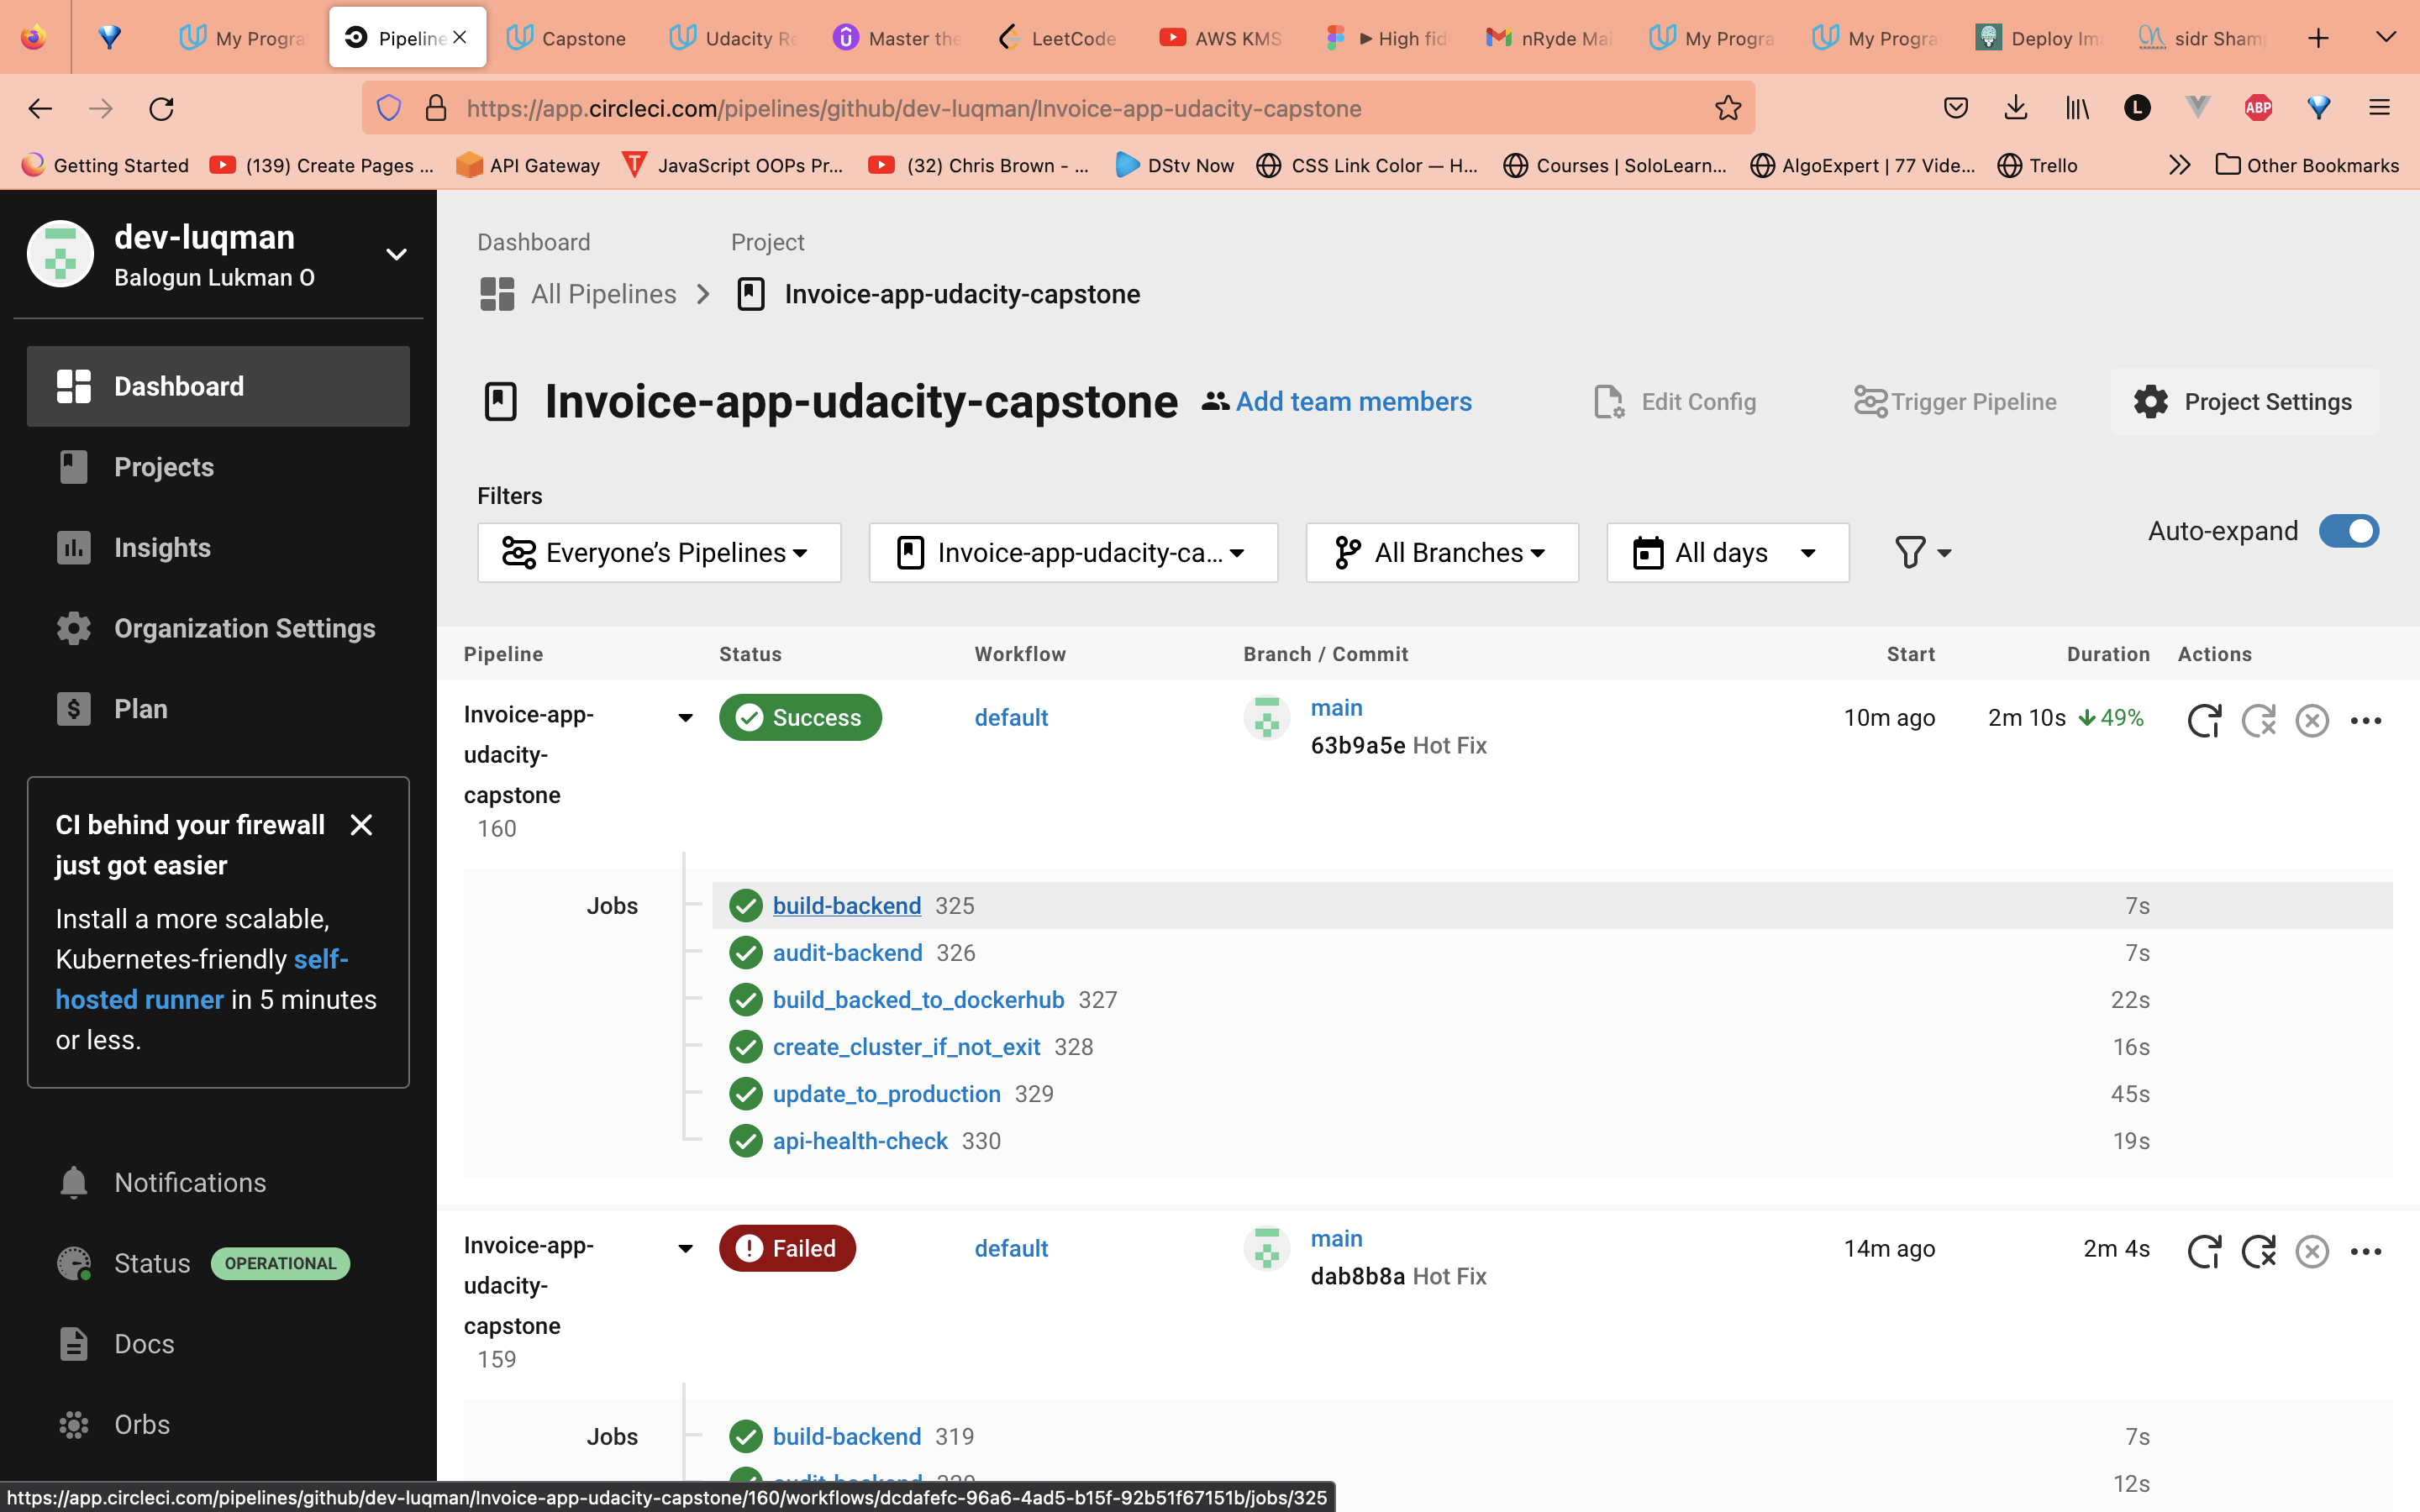 My Progra
Pipeline
Capstone
Udacity Re
Master the
LeetCode
AWS KMS
High fid
nRyde Mai
My Progra
My Progra
Deploy Im
sidr Sham
https://app.circleci.com/pipelines/github/dev-luqman/Invoice-app-udacity-capstone
L
ABP
Getting Started
(139) Create Pages ...
API Gateway
JavaScript OOPs Pr...
(32) Chris Brown - ...
DStv Now
CSS Link Color — H...
Courses | SoloLearn...
AlgoExpert | 77 Vide...
Trello
Other Bookmarks
dev-luqman
Balogun Lukman O
Dashboard
Projects
Insights
Organization Settings
Plan
CI behind your firewall
just got easier
Install a more scalable,
Kubernetes-friendly self-
hosted runner in 5 minutes
or less.
Notifications
Status OPERATIONAL
Docs
Orbs
Dashboard
Project
All Pipelines
Invoice-app-udacity-capstone
Invoice-app-udacity-capstone
Add team members
Edit Config
Trigger Pipeline
Project Settings
Filters
Everyone’s Pipelines
Invoice-app-udacity-ca...
All Branches
All days
Auto-expand
Pipeline Status Workflow Branch / Commit Start Duration Actions
Invoice-app-
udacity-
capstone
160
Success
default
main
63b9a5e Hot Fix
10m ago
2m 10s 49%
Jobs
build-backend 325 7s
audit-backend 326 7s
build_backed_to_dockerhub 327 22s
create_cluster_if_not_exit 328 16s
update_to_production 329 45s
api-health-check 330 19s
Invoice-app-
udacity-
capstone
159
Failed
default
main
dab8b8a Hot Fix
14m ago
2m 4s
Jobs
build-backend 319 7s
audit-backend 320 12s
https://app.circleci.com/pipelines/github/dev-luqman/Invoice-app-udacity-capstone/160/workflows/dcdafefc-96a6-4ad5-b15f-92b51f67151b/jobs/325